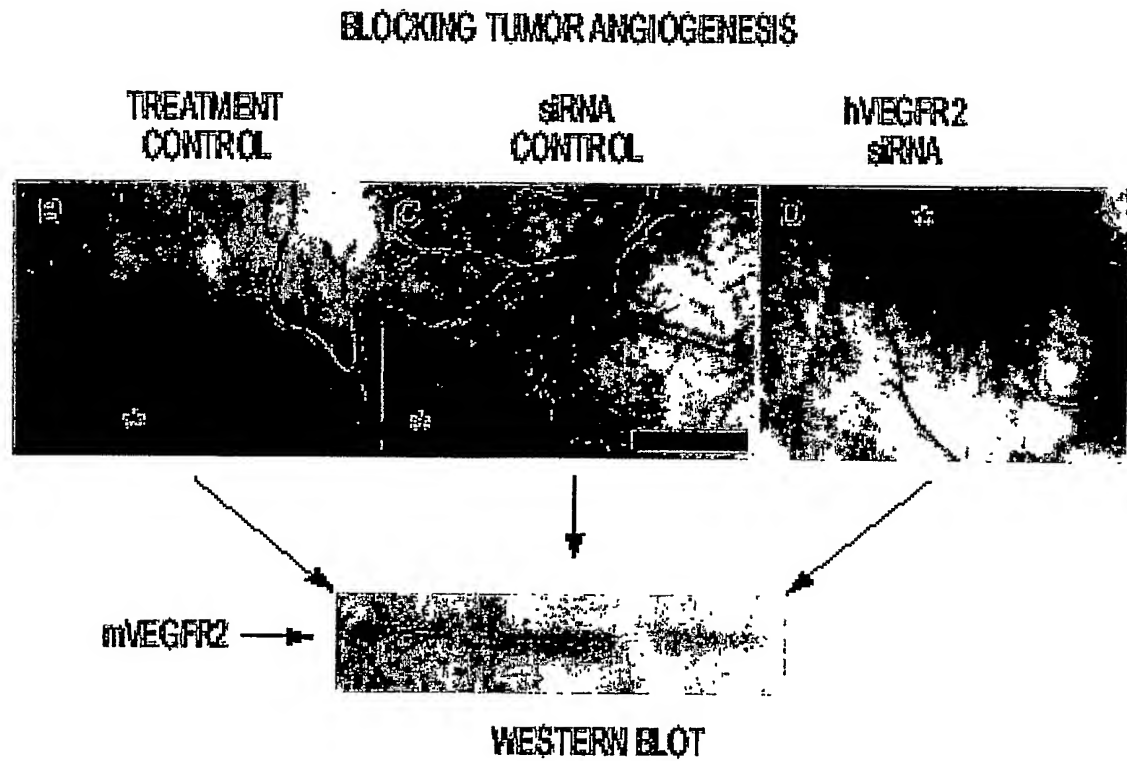 BLOCKING TUMOR ANGIOGENESIS
TREATMENT
CONTROL
siRNA
CONTROL
hVEGFR2
siRNA
B
C
D
mVEGFR2
WESTERN BLOT